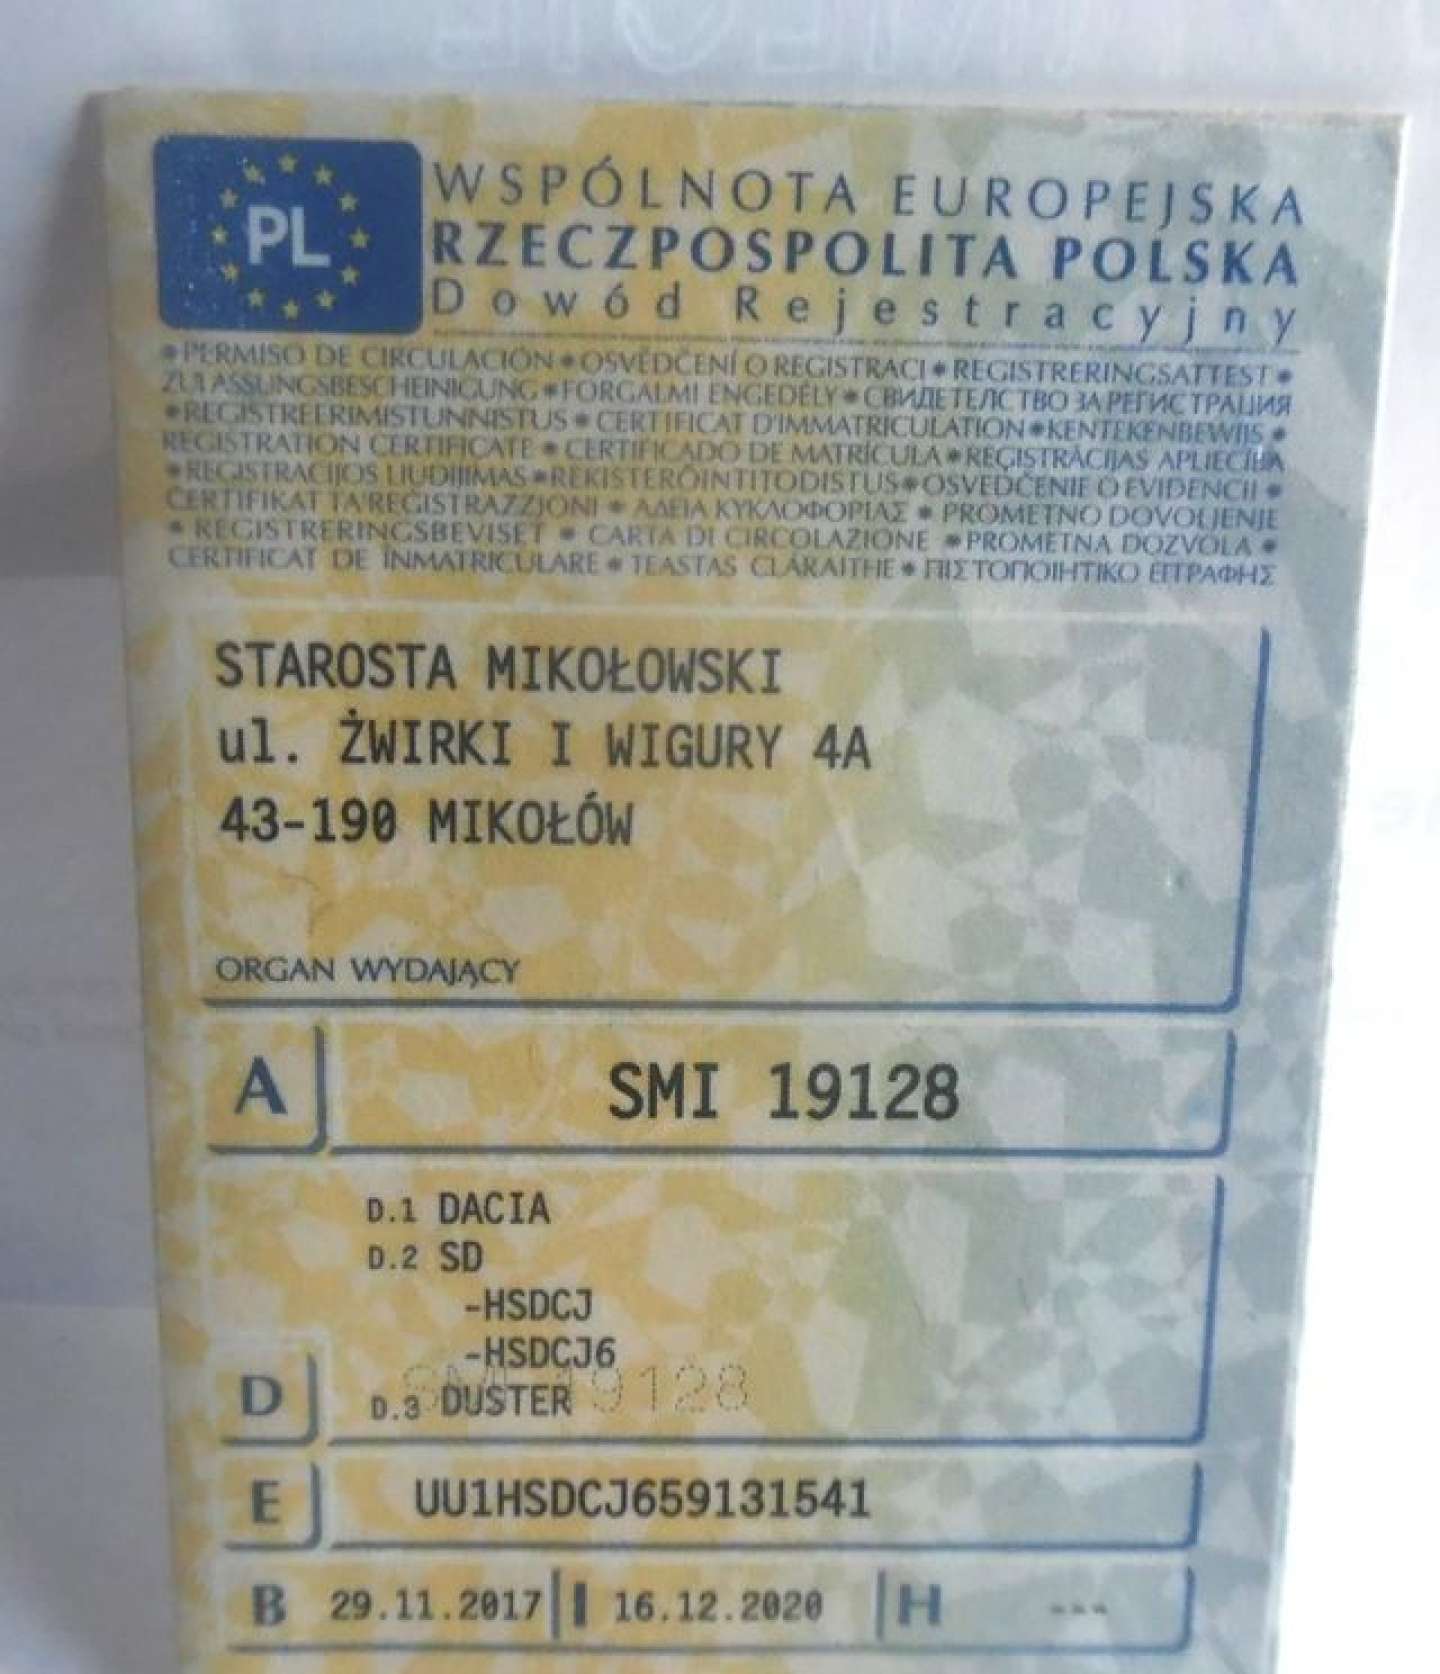 PL
WSPÓLNOTA EUROPEJSKA
RZECZPOSPOLITA POLSKA
Dowód Rejestracyjny
*PERMISO DE CIRCULACIÓN*OSVĚDČENÍ O REGISTRACI*REGISTRERINGSATTEST*
ZULASSUNGSBESCHEINIGUNG*FORGALMI ENGEDÉLY*СВИДЕТЕЛСТВО ЗА РЕГИСТРАЦИЯ
*REGISTREERIMISTUNNISTUS*CERTIFICAT D'IMMATRICULATION*KENTEKENBEWIJS*
REGISTRATION CERTIFICATE*CERTIFICADO DE MATRÍCULA*REĢISTRĀCIJAS APLIECĪBA
*REGISTRACIJOS LIUDIJIMAS*REKISTERÖINTITODISTUS*OSVEDČENIE O EVIDENCII*
ĊERTIFIKAT TA'REĠISTRAZZJONI*ΑΔΕΙΑ ΚΥΚΛΟΦΟΡΙΑΣ*PROMETNO DOVOLJENJE
*REGISTRERINGSBEVISET*CARTA DI CIRCOLAZIONE*PROMETNA DOZVOLA*
CERTIFICAT DE ÎNMATRICULARE*TEASTAS CLÁRAITHE*ΠΙΣΤΟΠΟΙΗΤΙΚΟ ΕΓΓΡΑΦΗΣ
STAROSTA MIKOŁOWSKI
ul. ŻWIRKI I WIGURY 4A
43-190 MIKOŁÓW
ORGAN WYDAJĄCY
A SMI 19128
D.1 DACIA
D.2 SD
-HSDCJ
-HSDCJ6
SMI 19128
D D.3 DUSTER
E UU1HSDCJ659131541
B 29.11.2017 I 16.12.2020 H ---